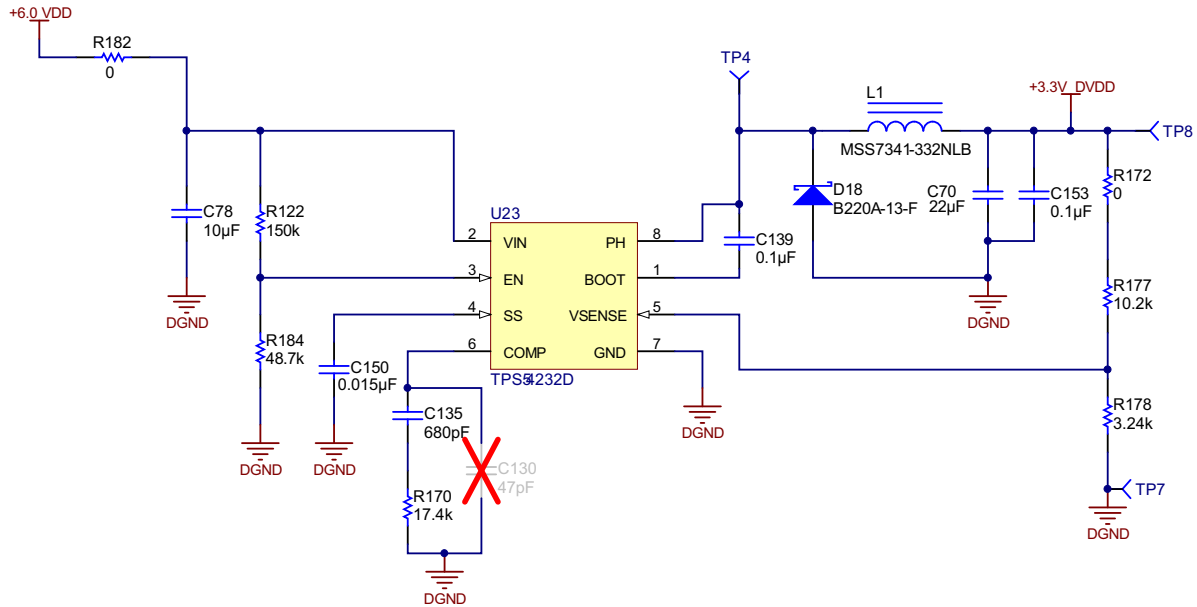 +6.0 VDD
R182
0
TP4
L1
+3.3V_DVDD
TP8
MSS7341-332NLB
C78
10µF
R122
150k
U23
2
VIN
PH
8
3
EN
BOOT
1
4
SS
VSENSE
5
6
COMP
GND
7
TPS54232D
C139
0.1µF
D18
B220A-13-F
C70
22µF
C153
0.1µF
R172
0
R177
10.2k
DGND
DGND
R184
48.7k
C150
0.015µF
C135
680pF
C130
47pF
R170
17.4k
R178
3.24k
DGND
DGND
DGND
TP7
DGND
DGND